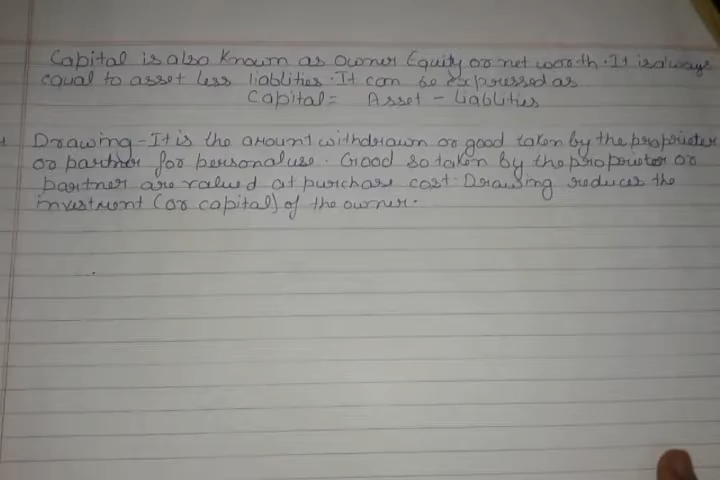 Capital is also known as owner Equity or net worth. It is always
equal to asset less liablities. It can be expressed as
Capital = Asset - Liablities
Drawing - It is the amount withdrawn or good taken by the proprietor
or partner for personal use. Good so taken by the proprietor or
partner are valued at purchase cost. Drawing reduces the
investment (or capital) of the owner.